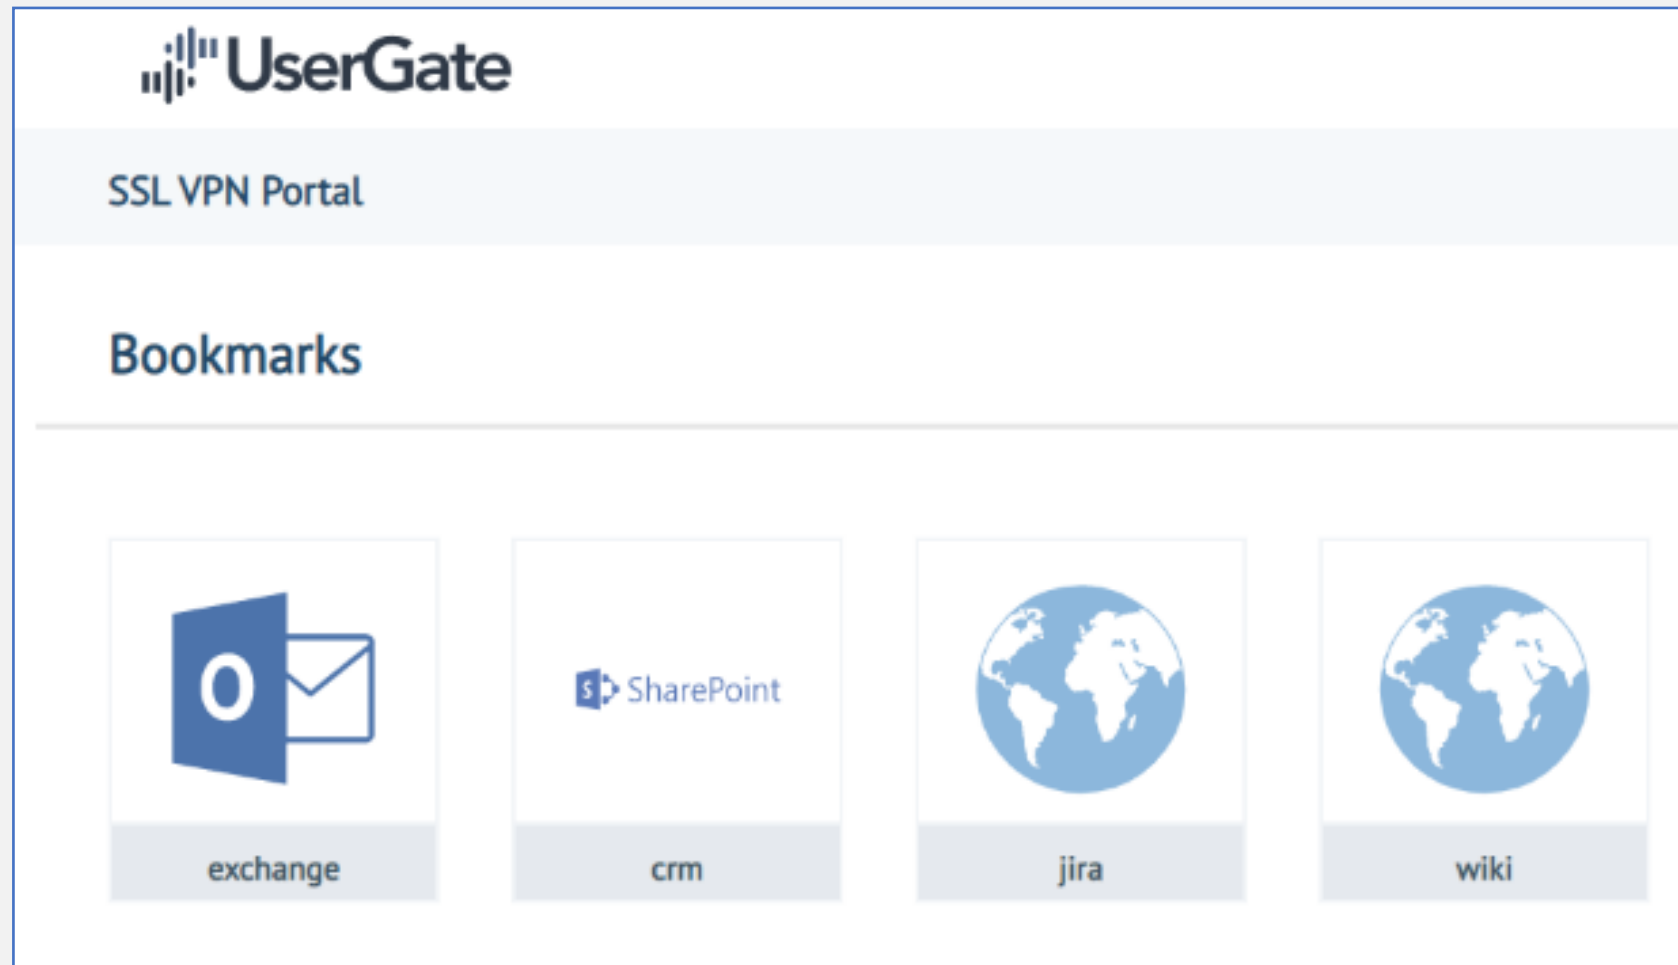 UserGate
SSL VPN Portal
Bookmarks
O
S SharePoint
exchange
crm
jira
wiki